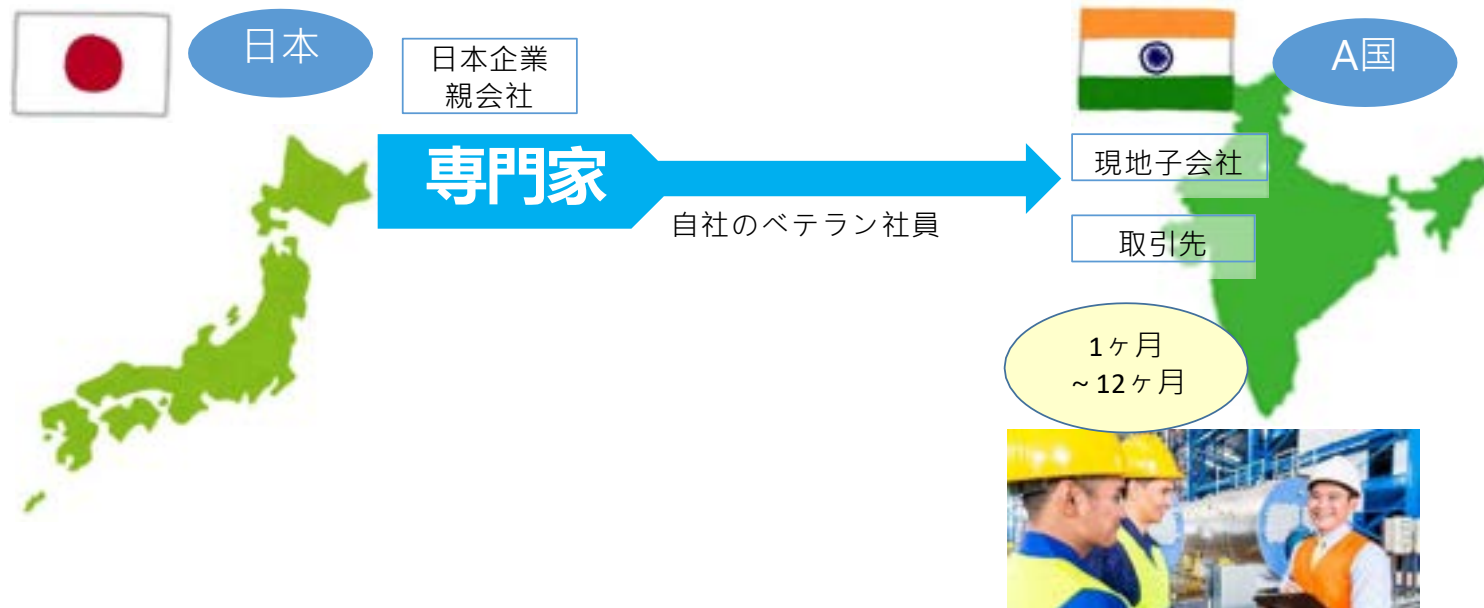 日本
日本企業
親会社
専門家
自社のベテラン社員
A国
現地子会社
取引先
1ヶ月
~12ヶ月